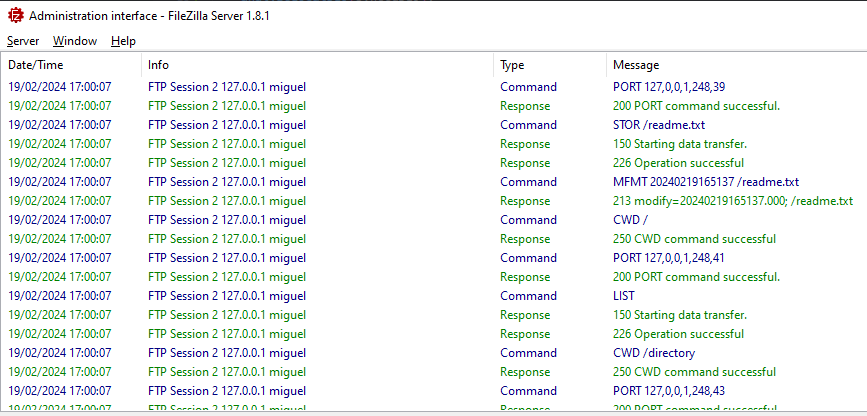 Administration interface - FileZilla Server 1.8.1
Server Window Help
Date/Time Info Type Message
19/02/2024 17:00:07 FTP Session 2 127.0.0.1 miguel Command PORT 127,0,0,1,248,39
19/02/2024 17:00:07 FTP Session 2 127.0.0.1 miguel Response 200 PORT command successful.
19/02/2024 17:00:07 FTP Session 2 127.0.0.1 miguel Command STOR /readme.txt
19/02/2024 17:00:07 FTP Session 2 127.0.0.1 miguel Response 150 Starting data transfer.
19/02/2024 17:00:07 FTP Session 2 127.0.0.1 miguel Response 226 Operation successful
19/02/2024 17:00:07 FTP Session 2 127.0.0.1 miguel Command MFMT 20240219165137 /readme.txt
19/02/2024 17:00:07 FTP Session 2 127.0.0.1 miguel Response 213 modify=20240219165137.000; /readme.txt
19/02/2024 17:00:07 FTP Session 2 127.0.0.1 miguel Command CWD /
19/02/2024 17:00:07 FTP Session 2 127.0.0.1 miguel Response 250 CWD command successful
19/02/2024 17:00:07 FTP Session 2 127.0.0.1 miguel Command PORT 127,0,0,1,248,41
19/02/2024 17:00:07 FTP Session 2 127.0.0.1 miguel Response 200 PORT command successful.
19/02/2024 17:00:07 FTP Session 2 127.0.0.1 miguel Command LIST
19/02/2024 17:00:07 FTP Session 2 127.0.0.1 miguel Response 150 Starting data transfer.
19/02/2024 17:00:07 FTP Session 2 127.0.0.1 miguel Response 226 Operation successful
19/02/2024 17:00:07 FTP Session 2 127.0.0.1 miguel Command CWD /directory
19/02/2024 17:00:07 FTP Session 2 127.0.0.1 miguel Response 250 CWD command successful
19/02/2024 17:00:07 FTP Session 2 127.0.0.1 miguel Command PORT 127,0,0,1,248,43
19/02/2024 17:00:07 FTP Session 2 127.0.0.1 miguel Response 200 PORT command successful.